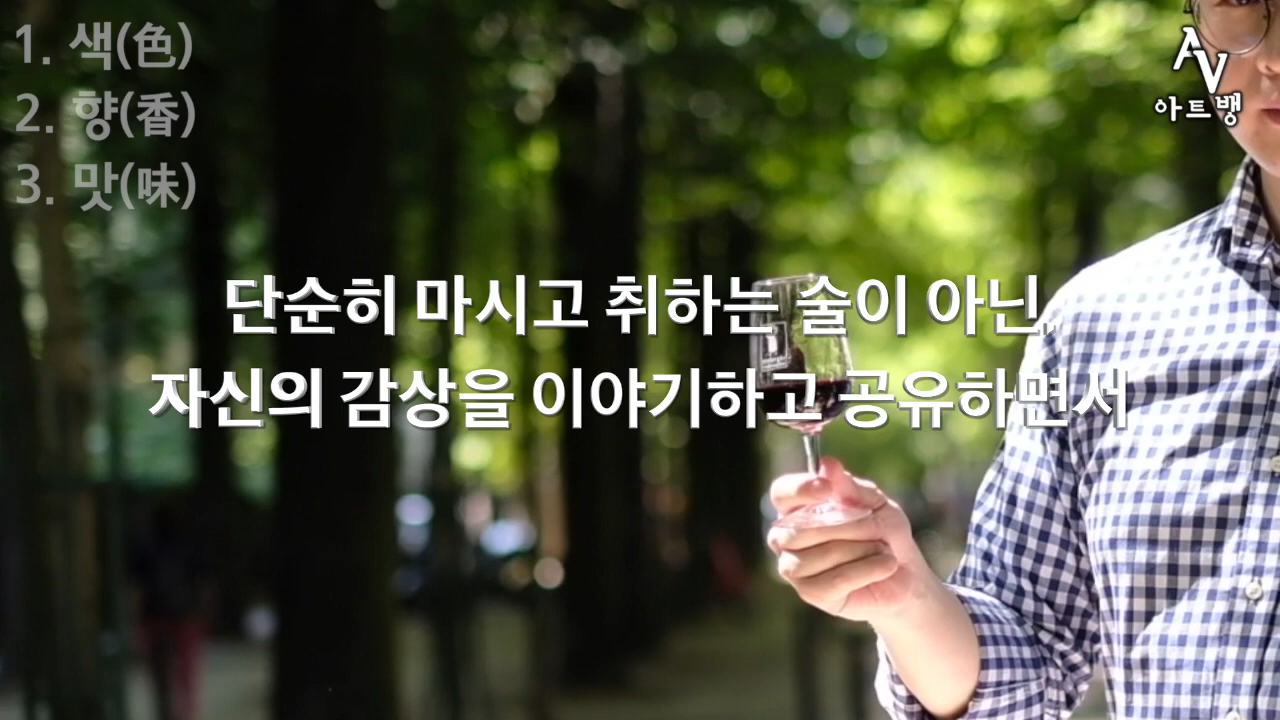 1. 색(色)
2. 향(香)
3. 맛(味)
AV
아트뱅
단순히 마시고 취하는 술이 아닌,
자신의 감상을 이야기하고 공유하면서